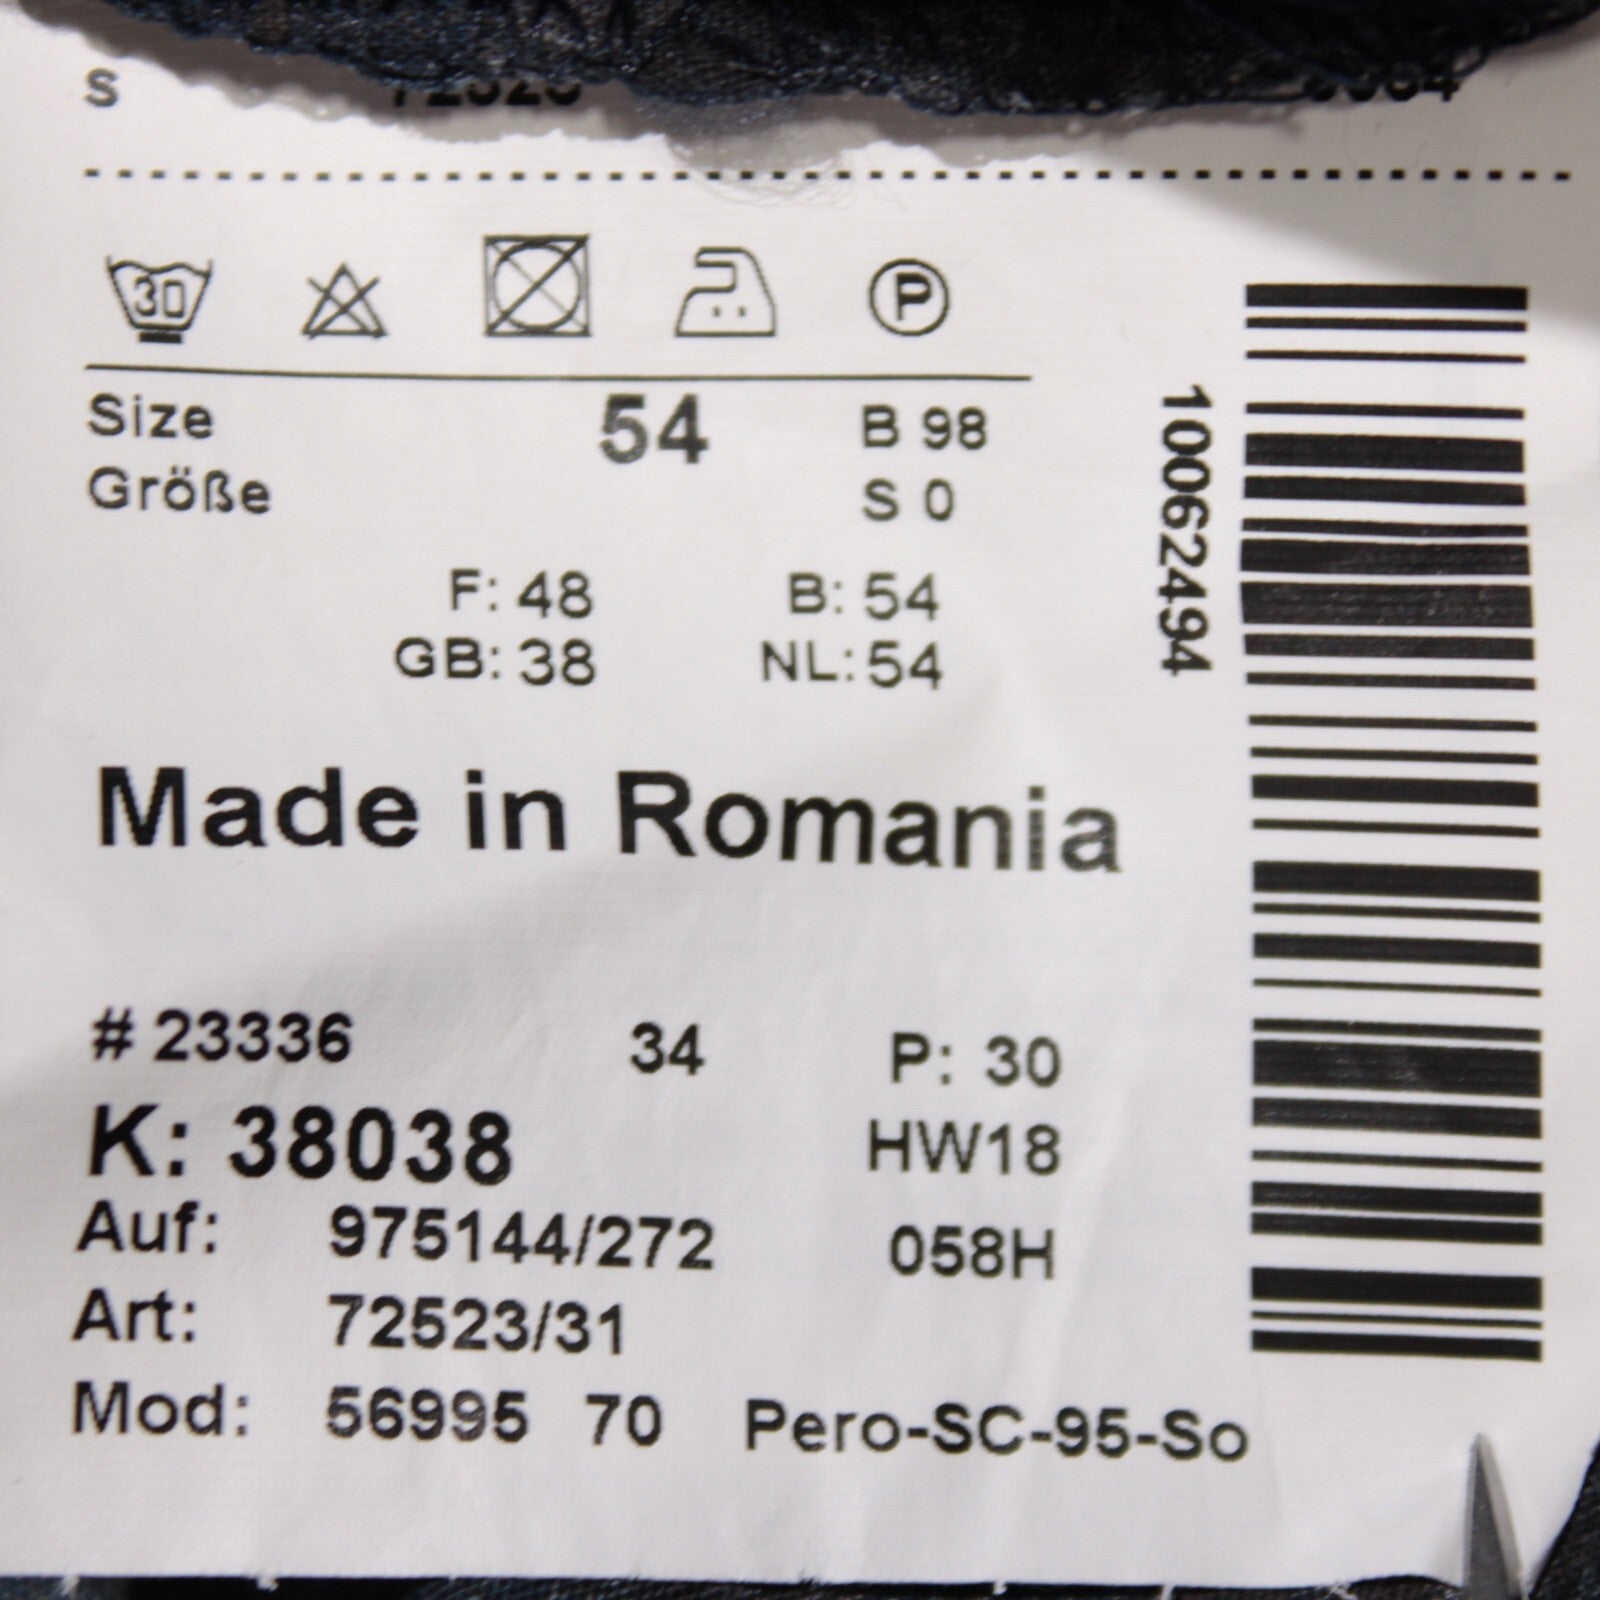 S
30 P
Size 54 B 98
Größe S 0
F: 48 B: 54
GB: 38 NL: 54
Made in Romania
# 23336 34 P: 30
K: 38038 HW18
Auf: 975144/272 058H
Art: 72523/31
Mod: 56995 70 Pero-SC-95-So
10062494